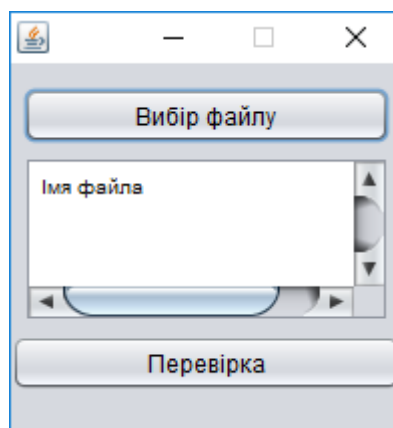 Вибір файлу
Імя файла
Перевірка